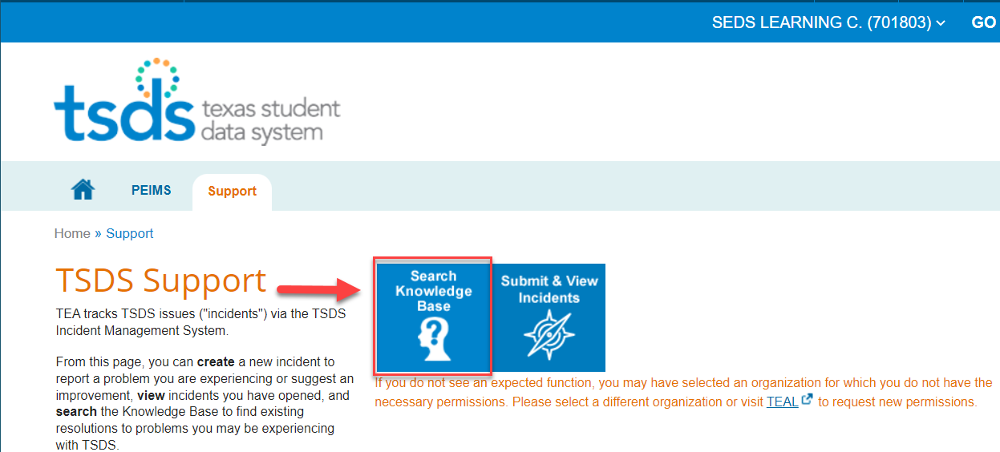 SEDS LEARNING C. (701803) GO
tsds texas student
data system
PEIMS Support
Home » Support
TSDS Support
TEA tracks TSDS issues ("incidents") via the TSDS
Incident Management System.
From this page, you can create a new incident to
report a problem you are experiencing or suggest an
improvement, view incidents you have opened, and
search the Knowledge Base to find existing
resolutions to problems you may be experiencing
with TSDS.
Search
Knowledge
Base
Submit & View
Incidents
If you do not see an expected function, you may have selected an organization for which you do not have the
necessary permissions. Please select a different organization or visit TEAL to request new permissions.